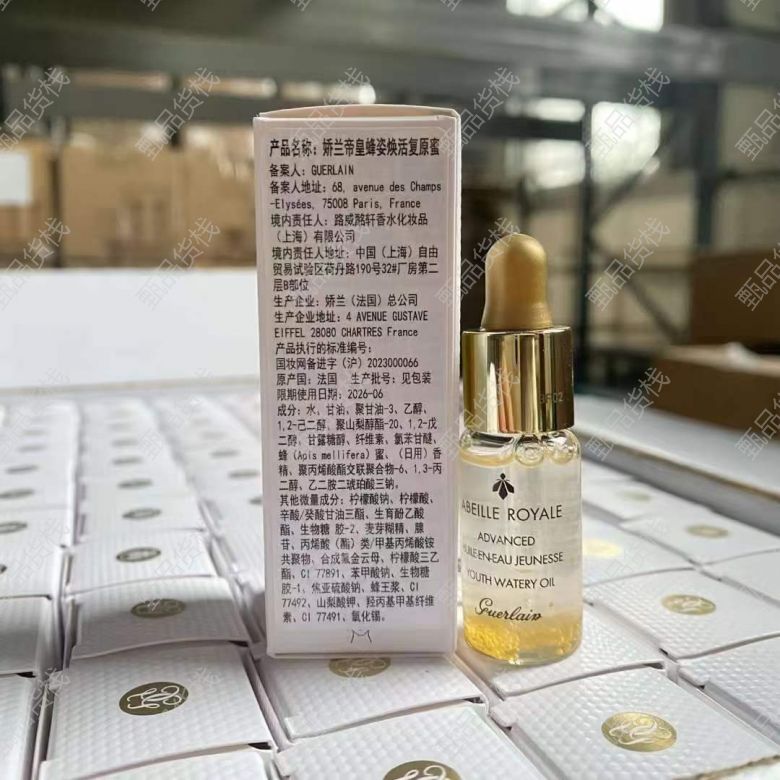 产品名称：娇兰帝皇蜂姿焕活复原蜜
备案人：GUERLAIN
备案人地址：68, avenue des Champs
-Elysées, 75008 Paris, France
境内责任人：路威酩轩香水化妆品
（上海）有限公司
境内责任人地址：中国（上海）自由
贸易试验区荷丹路190号32#厂房第二
层B部位
生产企业：娇兰（法国）总公司
生产企业地址：4 AVENUE GUSTAVE
EIFFEL 28080 CHARTRES France
产品执行的标准编号：
国妆网备进字（沪）2023000066
原产国：法国 生产批号：见包装
限期使用日期：2026-06
成分：水、甘油、聚甘油-3、乙醇、
1,2-己二醇、聚山梨醇酯-20、1,2-戊
二醇、甘露糖醇、纤维素、氯苯甘醚、
蜂（Apis mellifera）蜜、（日用）香
精、聚丙烯酸酯交联聚合物-6、1,3-丙
二醇、乙二胺二琥珀酸三钠。
其他微量成分：柠檬酸钠、柠檬酸、
辛酸/癸酸甘油三酯、生育酚乙酸
酯、生物糖 胶-2、麦芽糊精、腺
苷、丙烯酸（酯）类/甲基丙烯酸铵
共聚物、合成氟金云母、柠檬酸三乙
酯、CI 77891、苯甲酸钠、生物糖
胶-1、焦亚硫酸钠、蜂王浆、CI
77492、山梨酸钾、羟丙基甲基纤维
素、CI 77491、氧化锡。
ABEILLE ROYALE
ADVANCED
HUILE-EN-EAU JEUNESSE
YOUTH WATERY OIL
Guerlain
甄品货栈